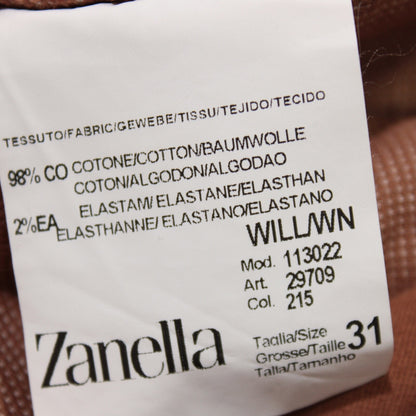 TESSUTO/FABRIC/GEWEBE/TISSU/TEJIDO/TECIDO
98% CO COTONE/COTTON/BAUMWOLLE
COTON/ALGODON/ALGODAO
2%EA ELASTAM/ELASTANE/ELASTHAN
ELASTHANNE/ELASTANO/ELASTANO
WILL/WN
Mod. 113022
Art. 29709
Col. 215
Zanella
Taglia/Size
Grosse/Taille 31
Talla/Tamanho